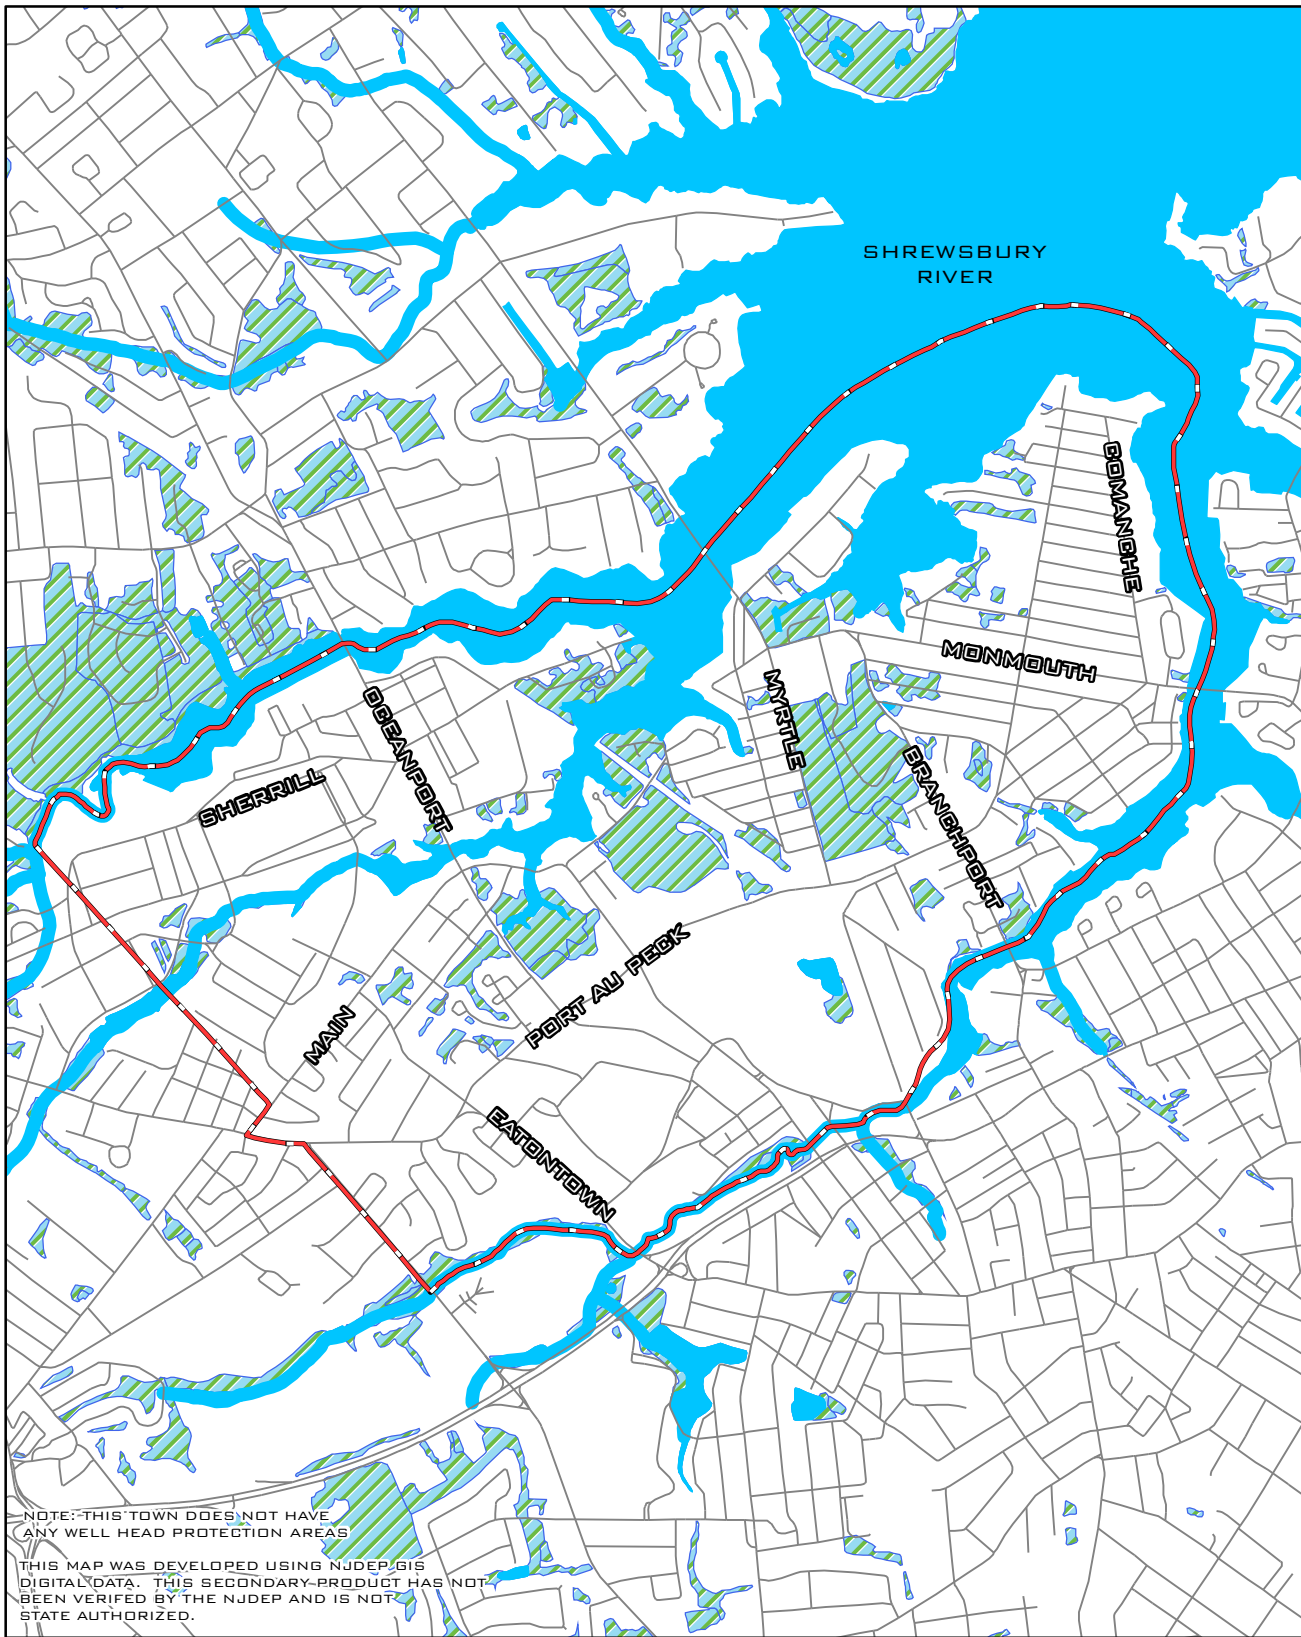 SHREWSBURY
RIVER
COMANCHE
MONMOUTH
MYRTLE
OCEANPORT
BRANCHPORT
SHERRILL
PORT AU PECK
MAIN
EATONTOWN
NOTE: THIS TOWN DOES NOT HAVE
ANY WELL HEAD PROTECTION AREAS
THIS MAP WAS DEVELOPED USING NJDEP GIS
DIGITAL DATA. THIS SECONDARY PRODUCT HAS NOT
BEEN VERIFED BY THE NJDEP AND IS NOT
STATE AUTHORIZED.